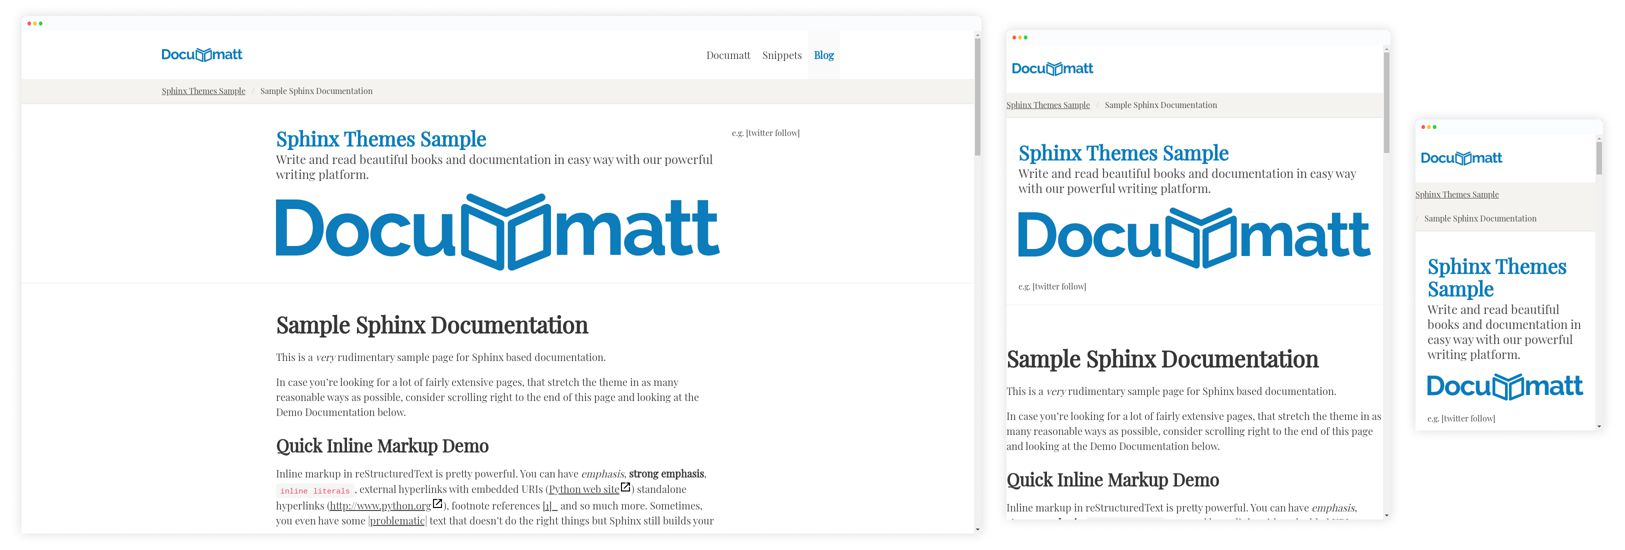 Documatt
Documatt Snippets Blog
Sphinx Themes Sample / Sample Sphinx Documentation
Sphinx Themes Sample
Write and read beautiful books and documentation in easy way with our powerful
writing platform.
e.g. |twitter follow|
Documatt
Sample Sphinx Documentation
This is a very rudimentary sample page for Sphinx based documentation.
In case you're looking for a lot of fairly extensive pages, that stretch the theme in as many
reasonable ways as possible, consider scrolling right to the end of this page and looking at the
Demo Documentation below.
Quick Inline Markup Demo
Inline markup in reStructuredText is pretty powerful. You can have emphasis, strong emphasis,
inline literals, external hyperlinks with embedded URIs (Python web site) standalone
hyperlinks (http://www.python.org), footnote references [1]_ and so much more. Sometimes,
you even have some |problematic| text that doesn't do the right things but Sphinx still builds your
Documatt
Sphinx Themes Sample / Sample Sphinx Documentation
Sphinx Themes Sample
Write and read beautiful books and documentation in easy way
with our powerful writing platform.
Documatt
e.g. |twitter follow|
Sample Sphinx Documentation
This is a very rudimentary sample page for Sphinx based documentation.
In case you're looking for a lot of fairly extensive pages, that stretch the theme in as
many reasonable ways as possible, consider scrolling right to the end of this page
and looking at the Demo Documentation below.
Quick Inline Markup Demo
Inline markup in reStructuredText is pretty powerful. You can have emphasis,
Documatt
Sphinx Themes Sample
/ Sample Sphinx Documentation
Sphinx Themes
Sample
Write and read beautiful
books and documentation in
easy way with our powerful
writing platform.
Documatt
e.g. |twitter follow|